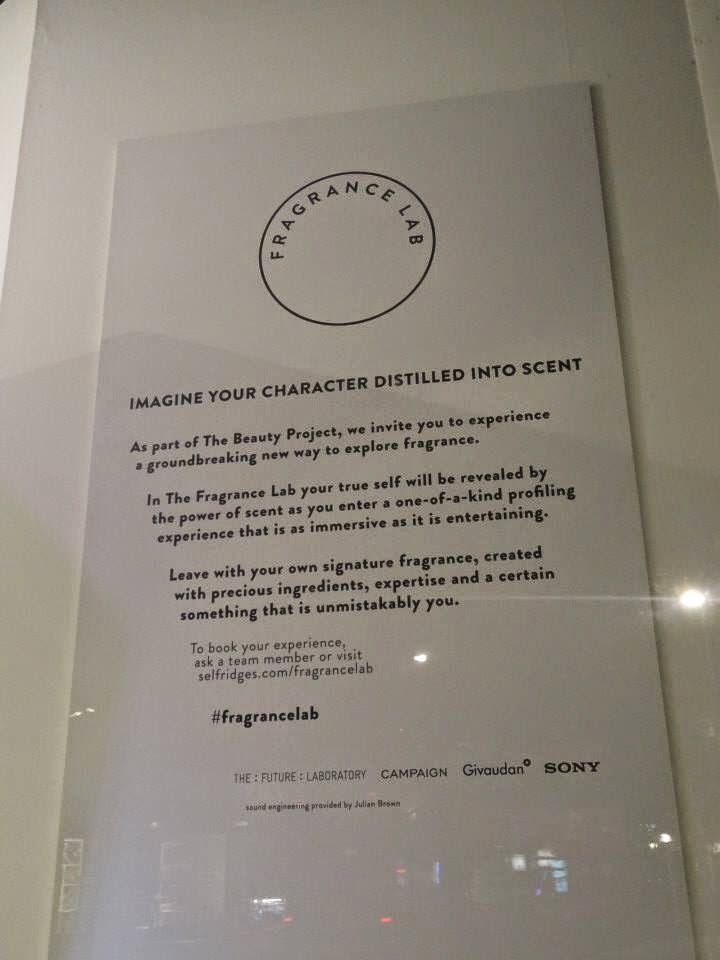 FRAGRANCE LAB
IMAGINE YOUR CHARACTER DISTILLED INTO SCENT
As part of The Beauty Project, we invite you to experience
a groundbreaking new way to explore fragrance.
In The Fragrance Lab your true self will be revealed by
the power of scent as you enter a one-of-a-kind profiling
experience that is as immersive as it is entertaining.
Leave with your own signature fragrance, created
with precious ingredients, expertise and a certain
something that is unmistakably you.
To book your experience,
ask a team member or visit
selfridges.com/fragrancelab
#fragrancelab
THE : FUTURE : LABORATORY CAMPAIGN Givaudan SONY
sound engineering provided by Julian Brown